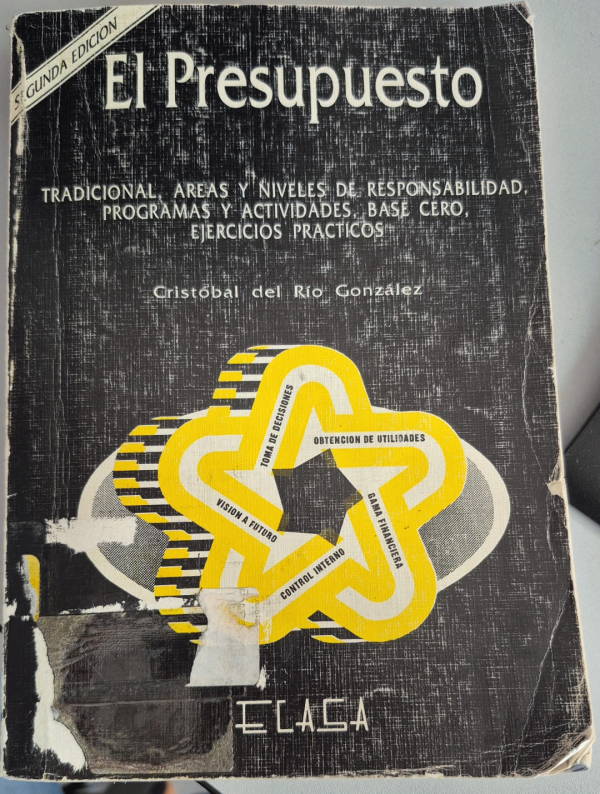 SEGUNDA EDICION
El Presupuesto
TRADICIONAL, AREAS Y NIVELES DE RESPONSABILIDAD,
PROGRAMAS Y ACTIVIDADES, BASE CERO,
EJERCICIOS PRACTICOS
Cristóbal del Río González
TOMA DE DECISIONES
OBTENCION DE UTILIDADES
VISION A FUTURO
GAMA FINANCIERA
CONTROL INTERNO
ECASA